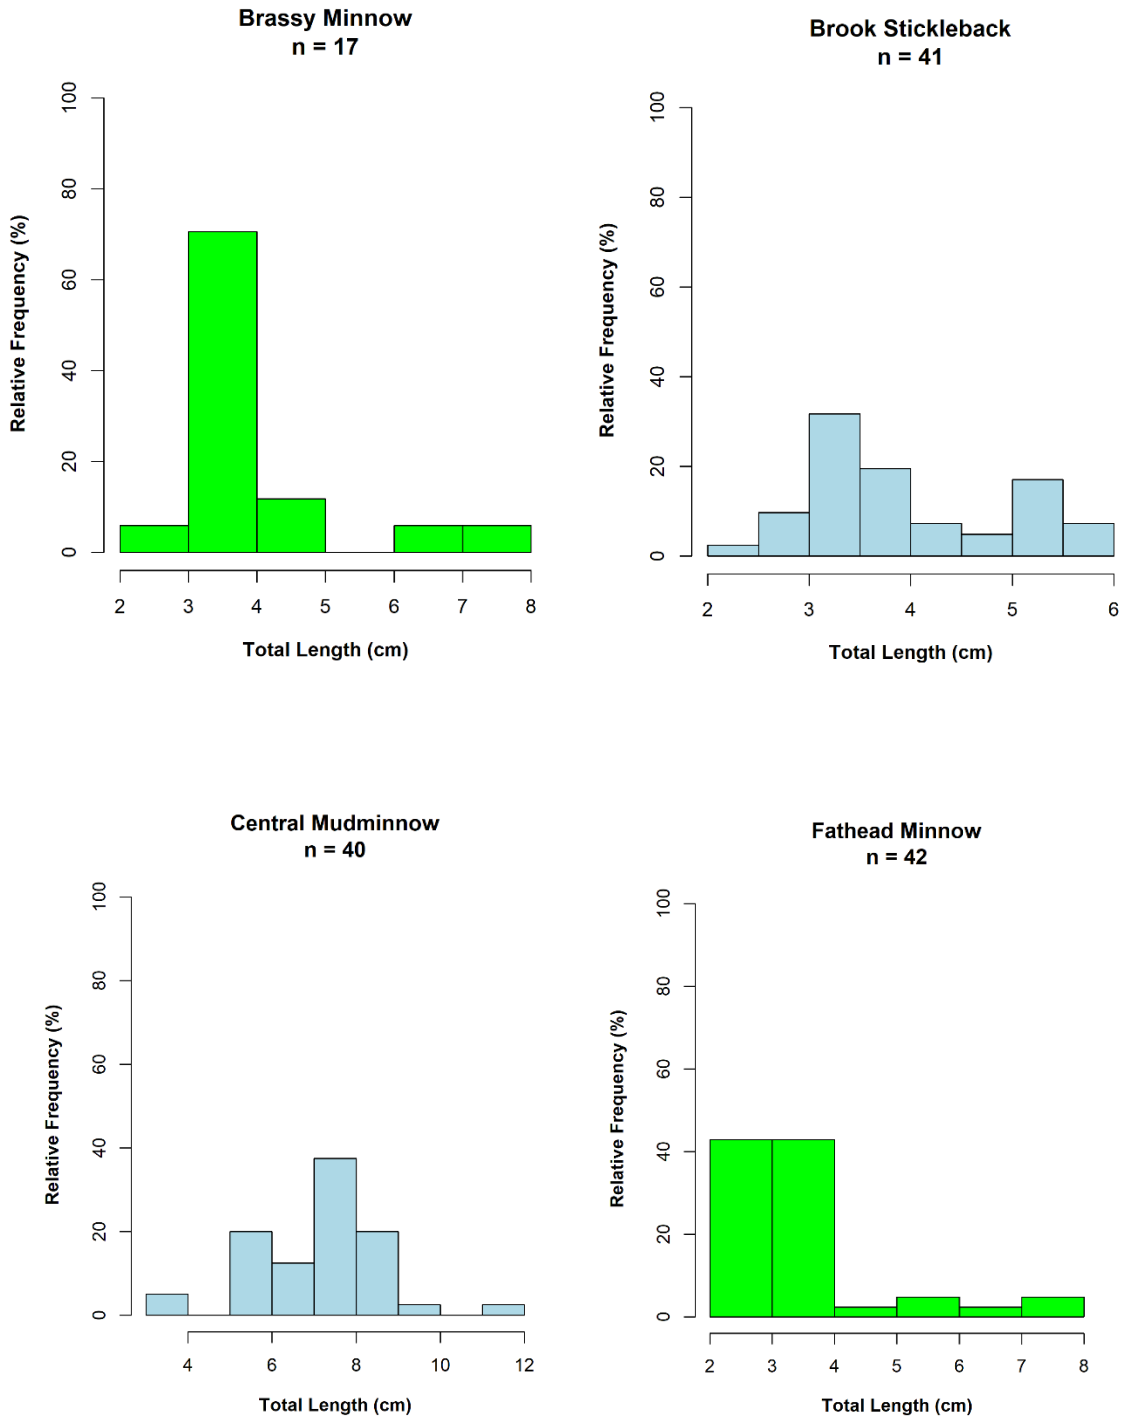 Brassy Minnow
n = 17
Relative Frequency (%)
100
80
60
40
20
0
2 3 4 5 6 7 8
Total Length (cm)
Brook Stickleback
n = 41
Relative Frequency (%)
100
80
60
40
20
0
2 3 4 5 6
Total Length (cm)
Central Mudminnow
n = 40
Relative Frequency (%)
100
80
60
40
20
0
4 6 8 10 12
Total Length (cm)
Fathead Minnow
n = 42
Relative Frequency (%)
100
80
60
40
20
0
2 3 4 5 6 7 8
Total Length (cm)